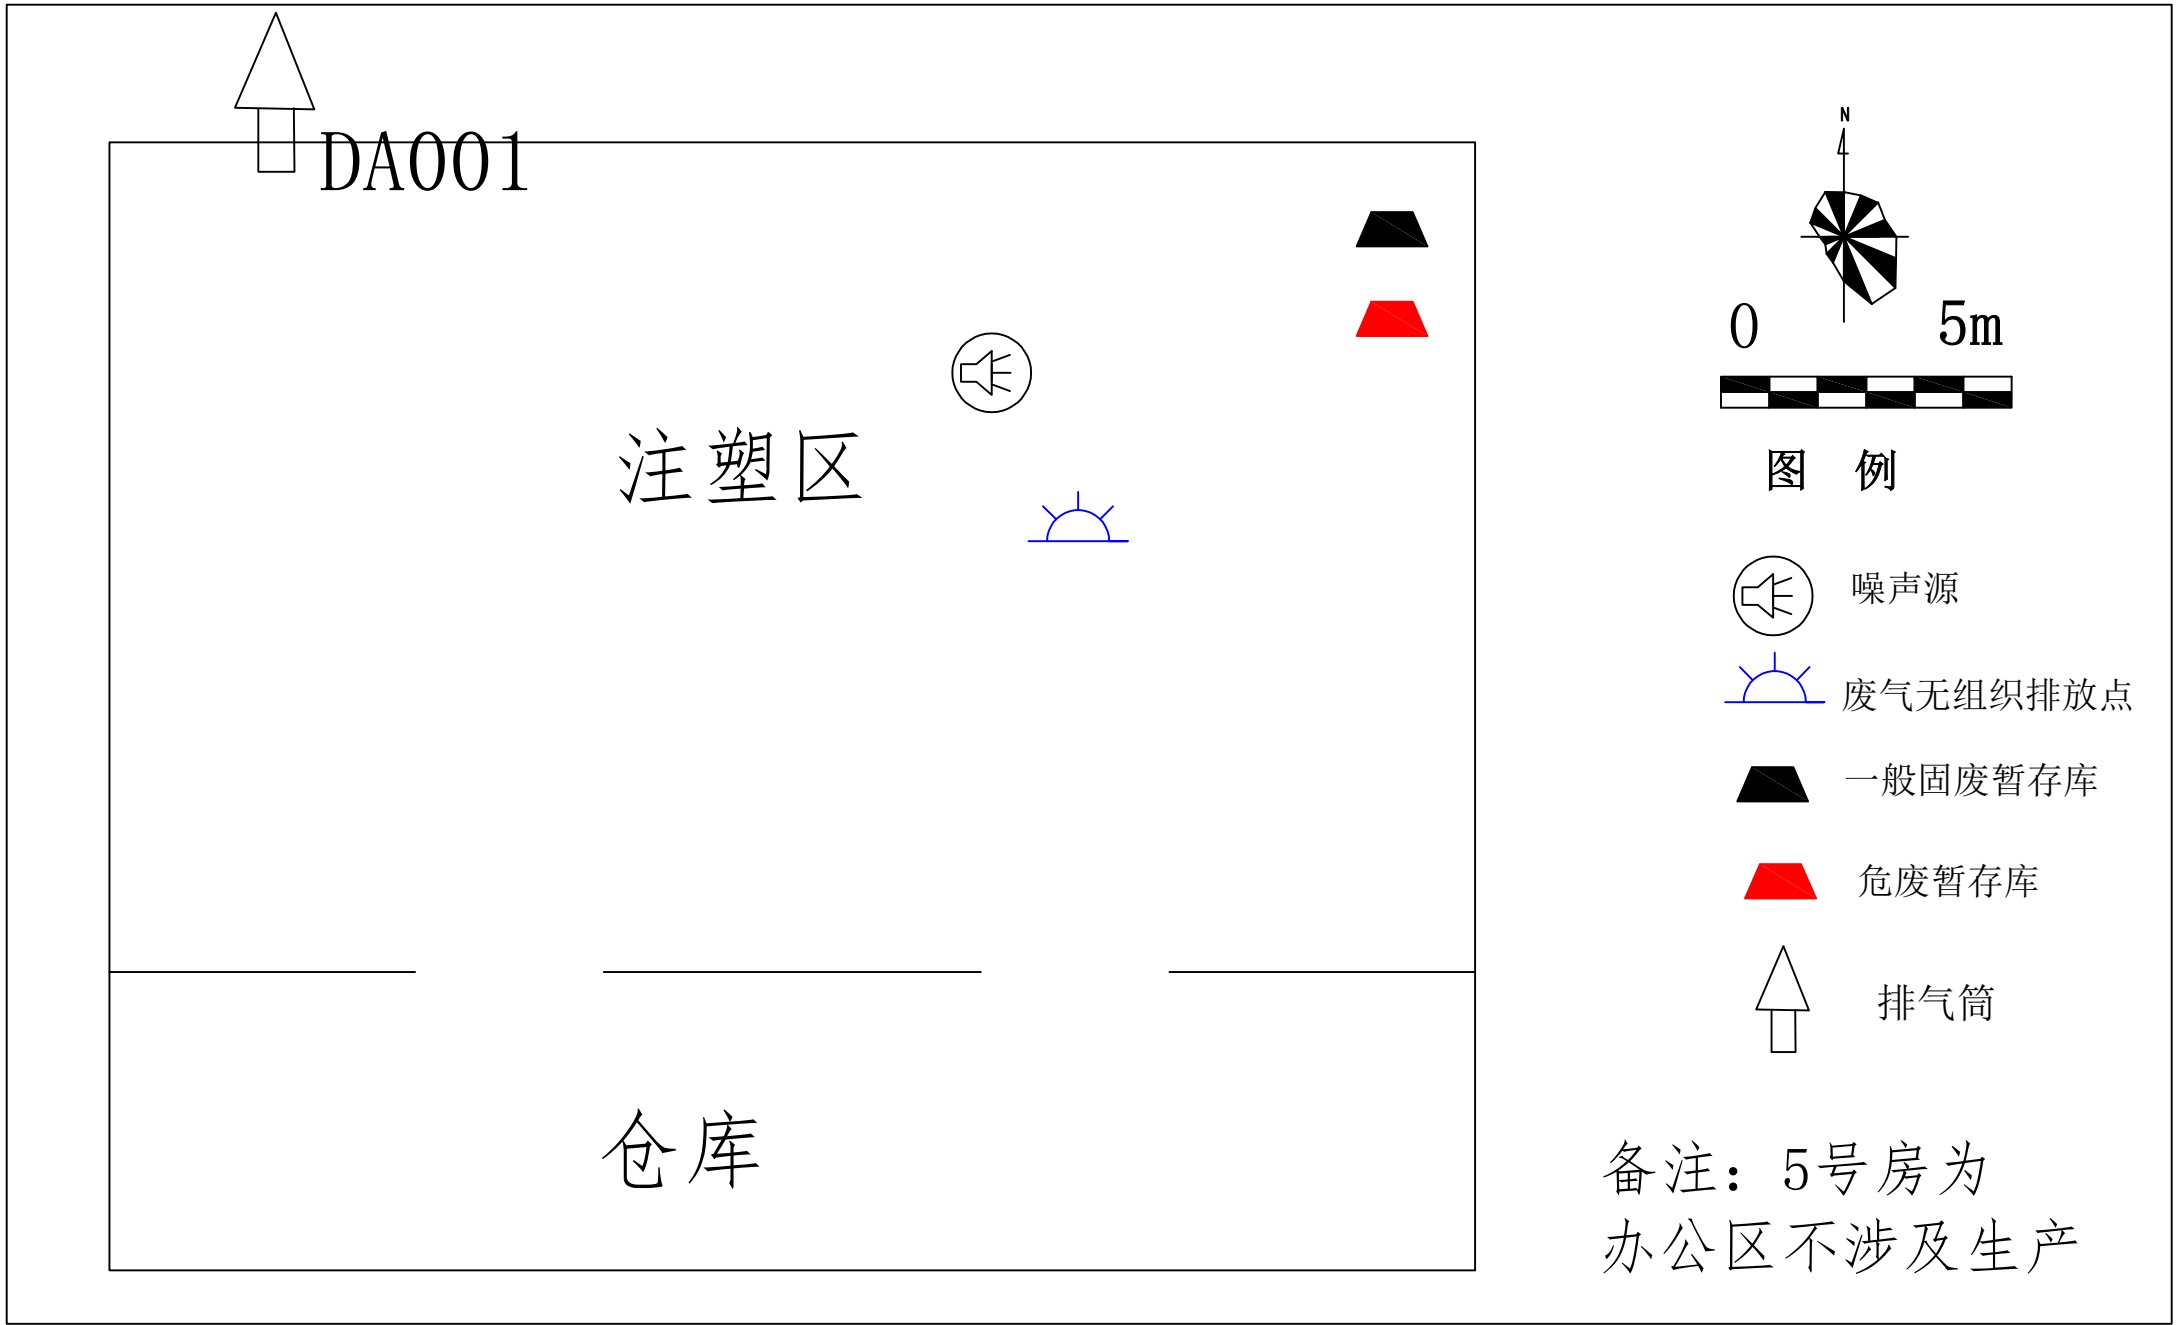 DA001
N
0 5m
注塑区
图 例
噪声源
废气无组织排放点
一般固废暂存库
危废暂存库
排气筒
仓库
备注：5号房为
办公区不涉及生产